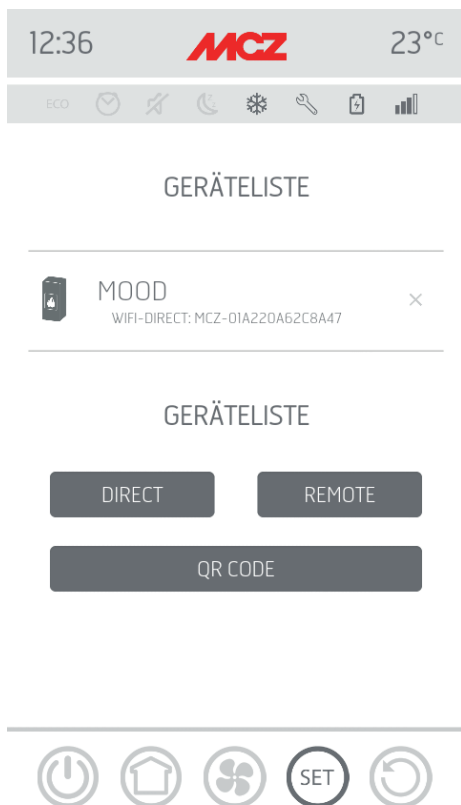 12:36 MCZ 23°C
ECO
GERÄTELISTE
MOOD
WIFI-DIRECT: MCZ-01A220A62C8A47
GERÄTELISTE
DIRECT REMOTE
QR CODE
SET